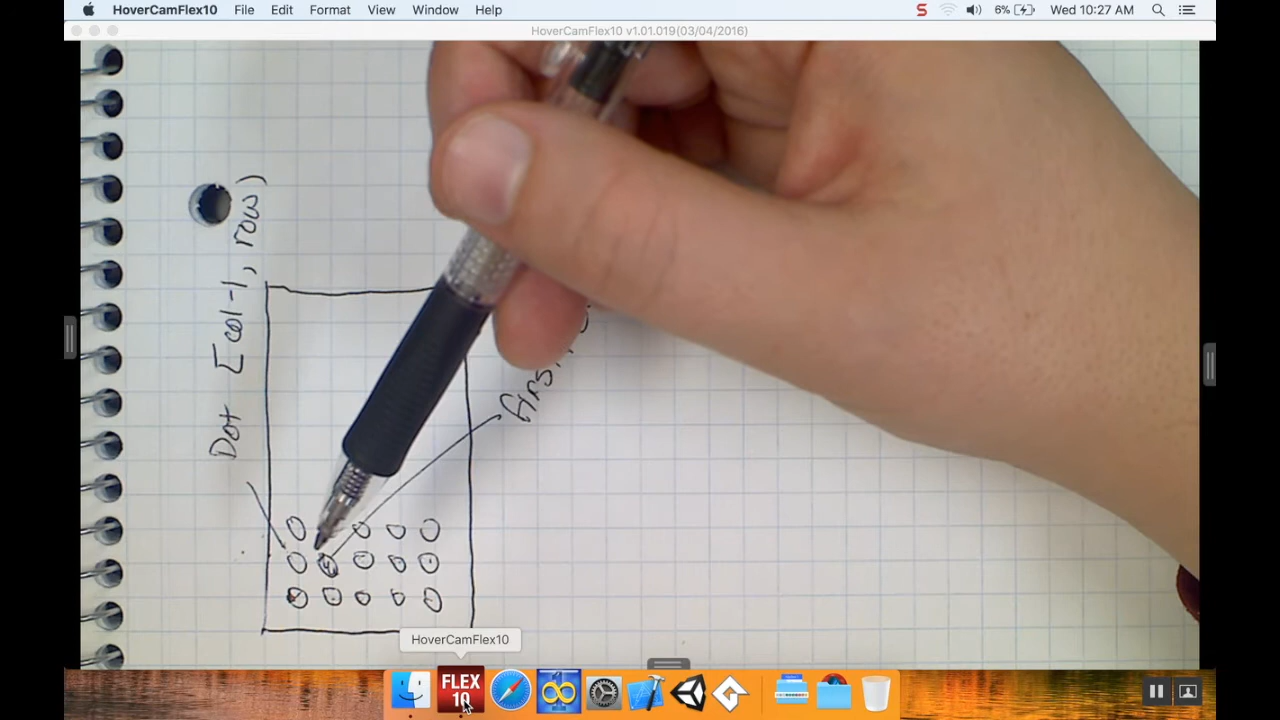 HoverCamFlex10 File Edit Format View Window Help S 6% Wed 10:27 AM
HoverCamFlex10 v1.01.019(03/04/2016)
Dot [col-1, row)
HoverCamFlex10
FLEX
10